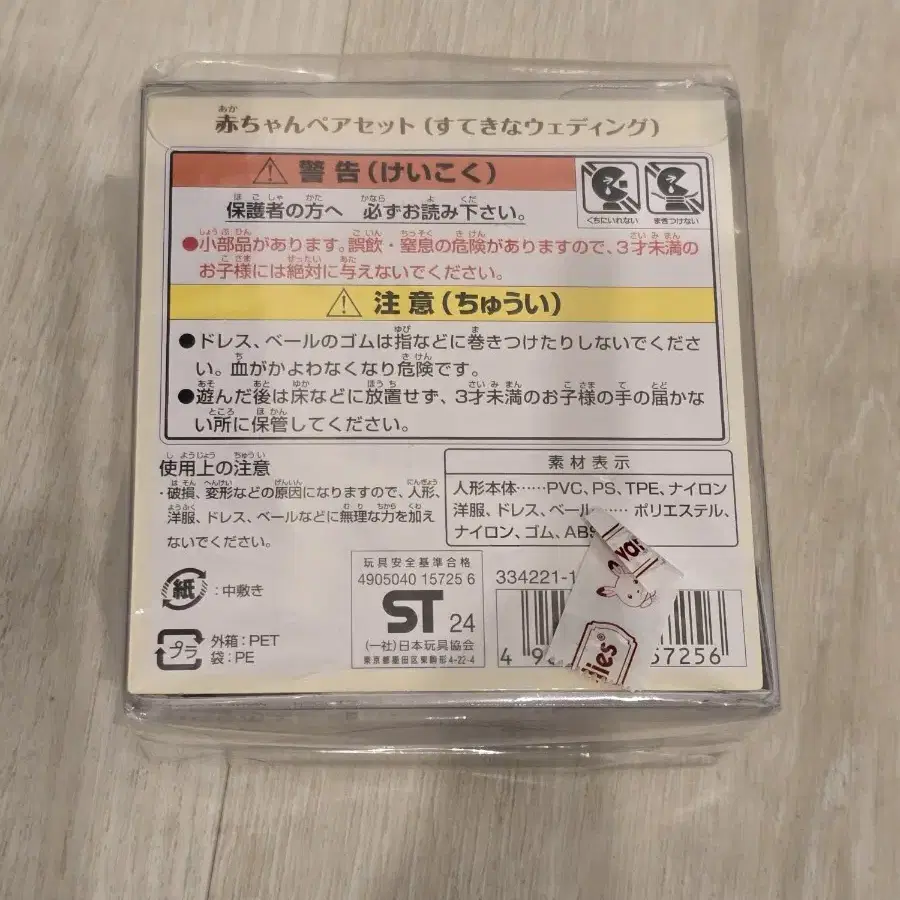 赤ちゃんペアセット(すてきなウェディング)
警告(けいこく)
くちにいれない
まきつけない
保護者の方へ 必ずお読み下さい。
●小部品があります。誤飲・窒息の危険がありますので、3才未満の
お子様には絶対に与えないでください。
注意(ちゅうい)
●ドレス、ベールのゴムは指などに巻きつけたりしないでくださ
い。血がかよわなくなり危険です。
●遊んだ後は床などに放置せず、3才未満のお子様の手の届かな
い所に保管してください。
使用上の注意
・破損、変形などの原因になりますので、人形、
洋服、ドレス、ベールなどに無理な力を加え
ないでください。
素材表示
人形本体……PVC、PS、TPE、ナイロン
洋服、ドレス、ベール…… ポリエステル、
ナイロン、ゴム、ABS
紙 :中敷き
プラ 外箱:PET
袋:PE
玩具安全基準合格
4905040 15725 6
ST 24
(一社)日本玩具協会
東京都墨田区東駒形4-22-4
334221-1
4 57256